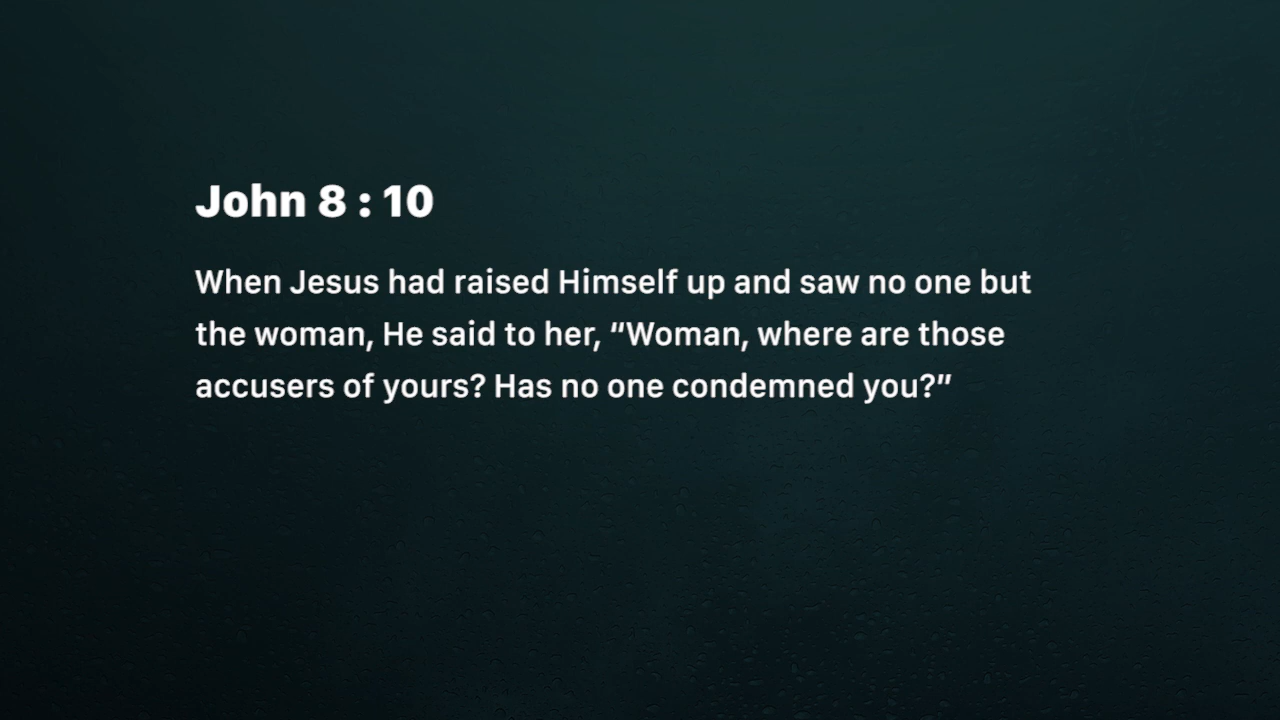 John 8 : 10
When Jesus had raised Himself up and saw no one but
the woman, He said to her, “Woman, where are those
accusers of yours? Has no one condemned you?”